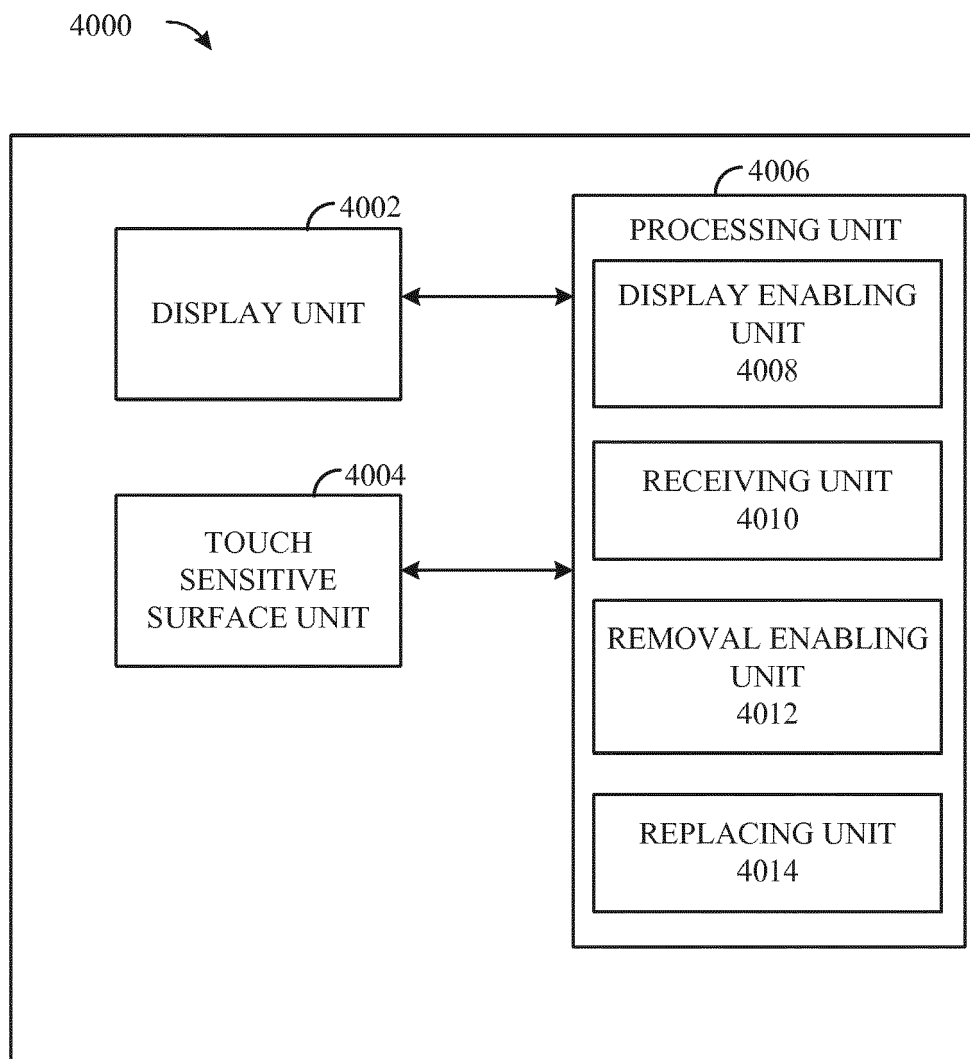 4000
4002
DISPLAY UNIT
4004
TOUCH
SENSITIVE
SURFACE UNIT
4006
PROCESSING UNIT
DISPLAY ENABLING
UNIT
4008
RECEIVING UNIT
4010
REMOVAL ENABLING
UNIT
4012
REPLACING UNIT
4014